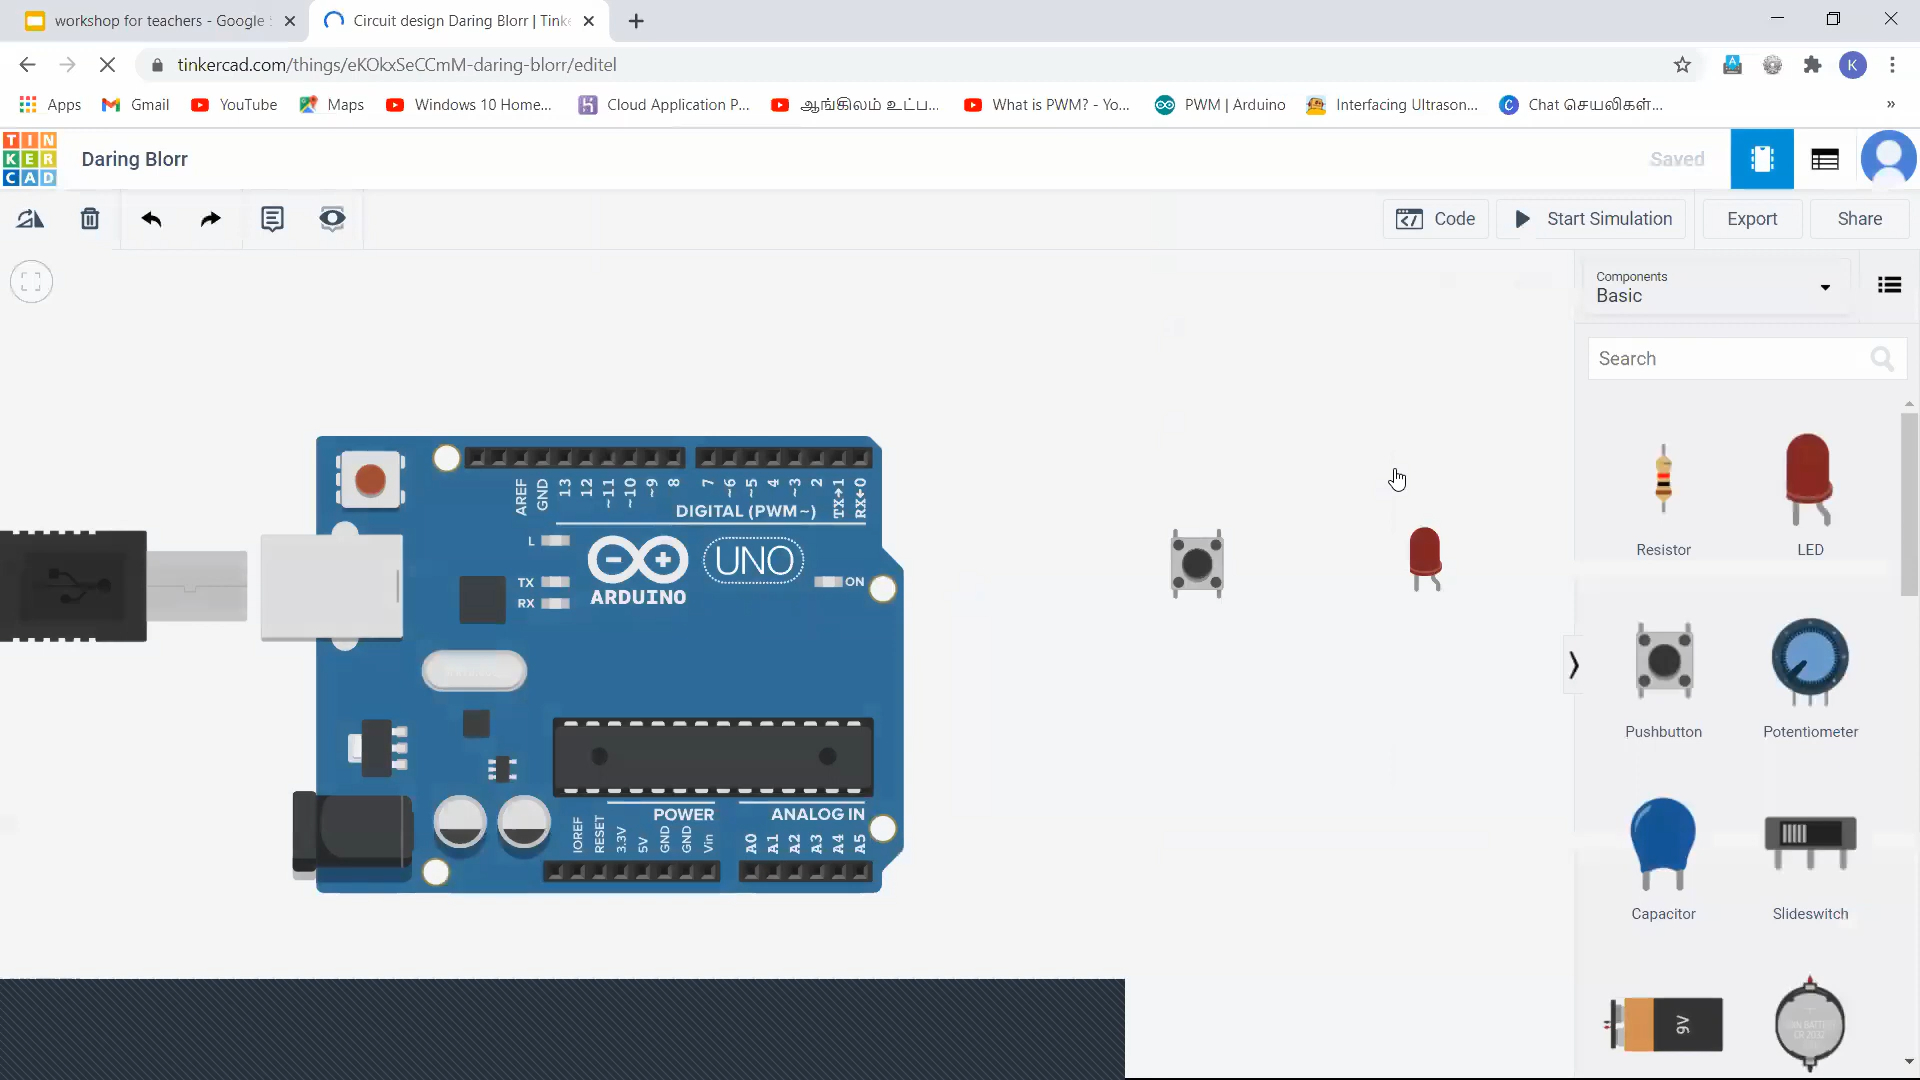 workshop for teachers - Google
Circuit design Daring Blorr | Tink
tinkercad.com/things/eKOkxSeCCmM-daring-blorr/editel
K
Apps
Gmail
YouTube
Maps
Windows 10 Home...
Cloud Application P...
ஆங்கிலம் உட்ப...
What is PWM? - Yo...
PWM | Arduino
Interfacing Ultrason...
Chat செயலிகள்...
»
TIN
KER
CAD
Daring Blorr
Saved
Code
Start Simulation
Export
Share
Components
Basic
Search
Resistor
LED
Pushbutton
Potentiometer
Capacitor
Slideswitch
9V
AREF
GND
13
12
~11
~10
~9
8
7
~6
~5
4
~3
2
TX→1
RX←0
DIGITAL (PWM~)
L
TX
RX
UNO
ON
ARDUINO
POWER
ANALOG IN
IOREF
RESET
3.3V
5V
GND
GND
Vin
A0
A1
A2
A3
A4
A5